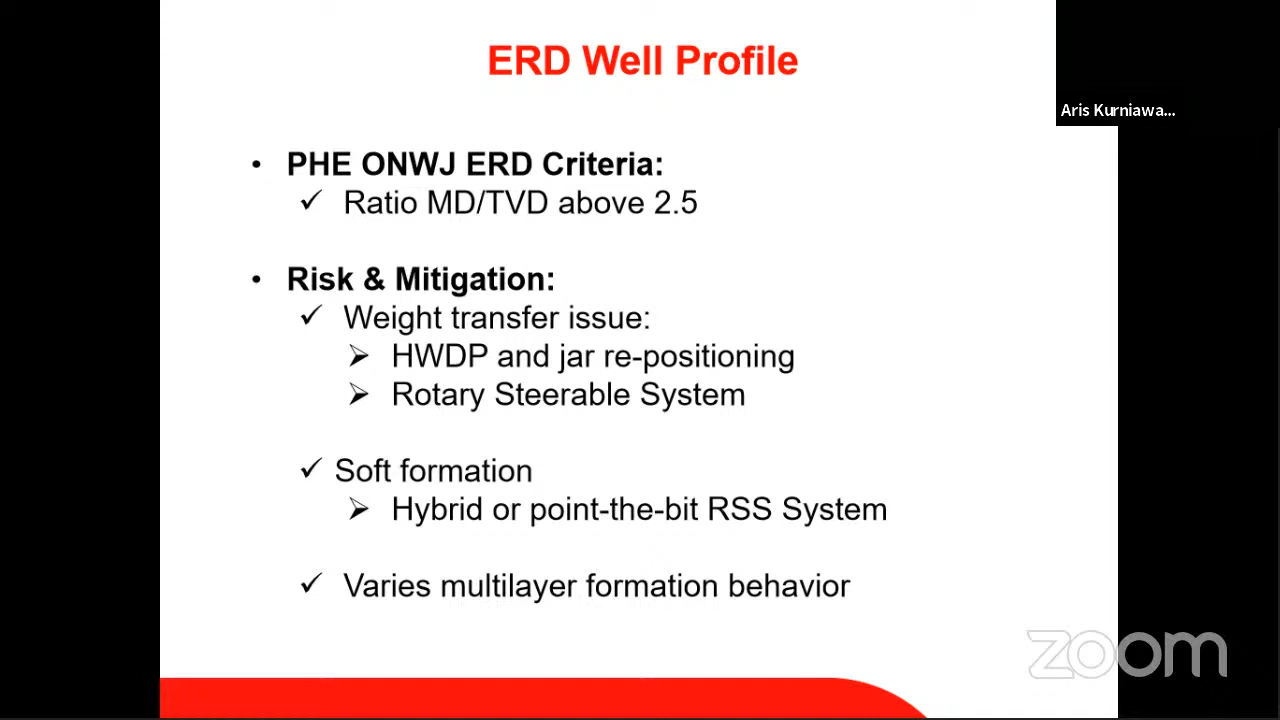 ERD Well Profile
Aris Kurniawa...
• PHE ONWJ ERD Criteria:
✓ Ratio MD/TVD above 2.5
• Risk & Mitigation:
✓ Weight transfer issue:
➢ HWDP and jar re-positioning
➢ Rotary Steerable System
✓ Soft formation
➢ Hybrid or point-the-bit RSS System
✓ Varies multilayer formation behavior
zoom